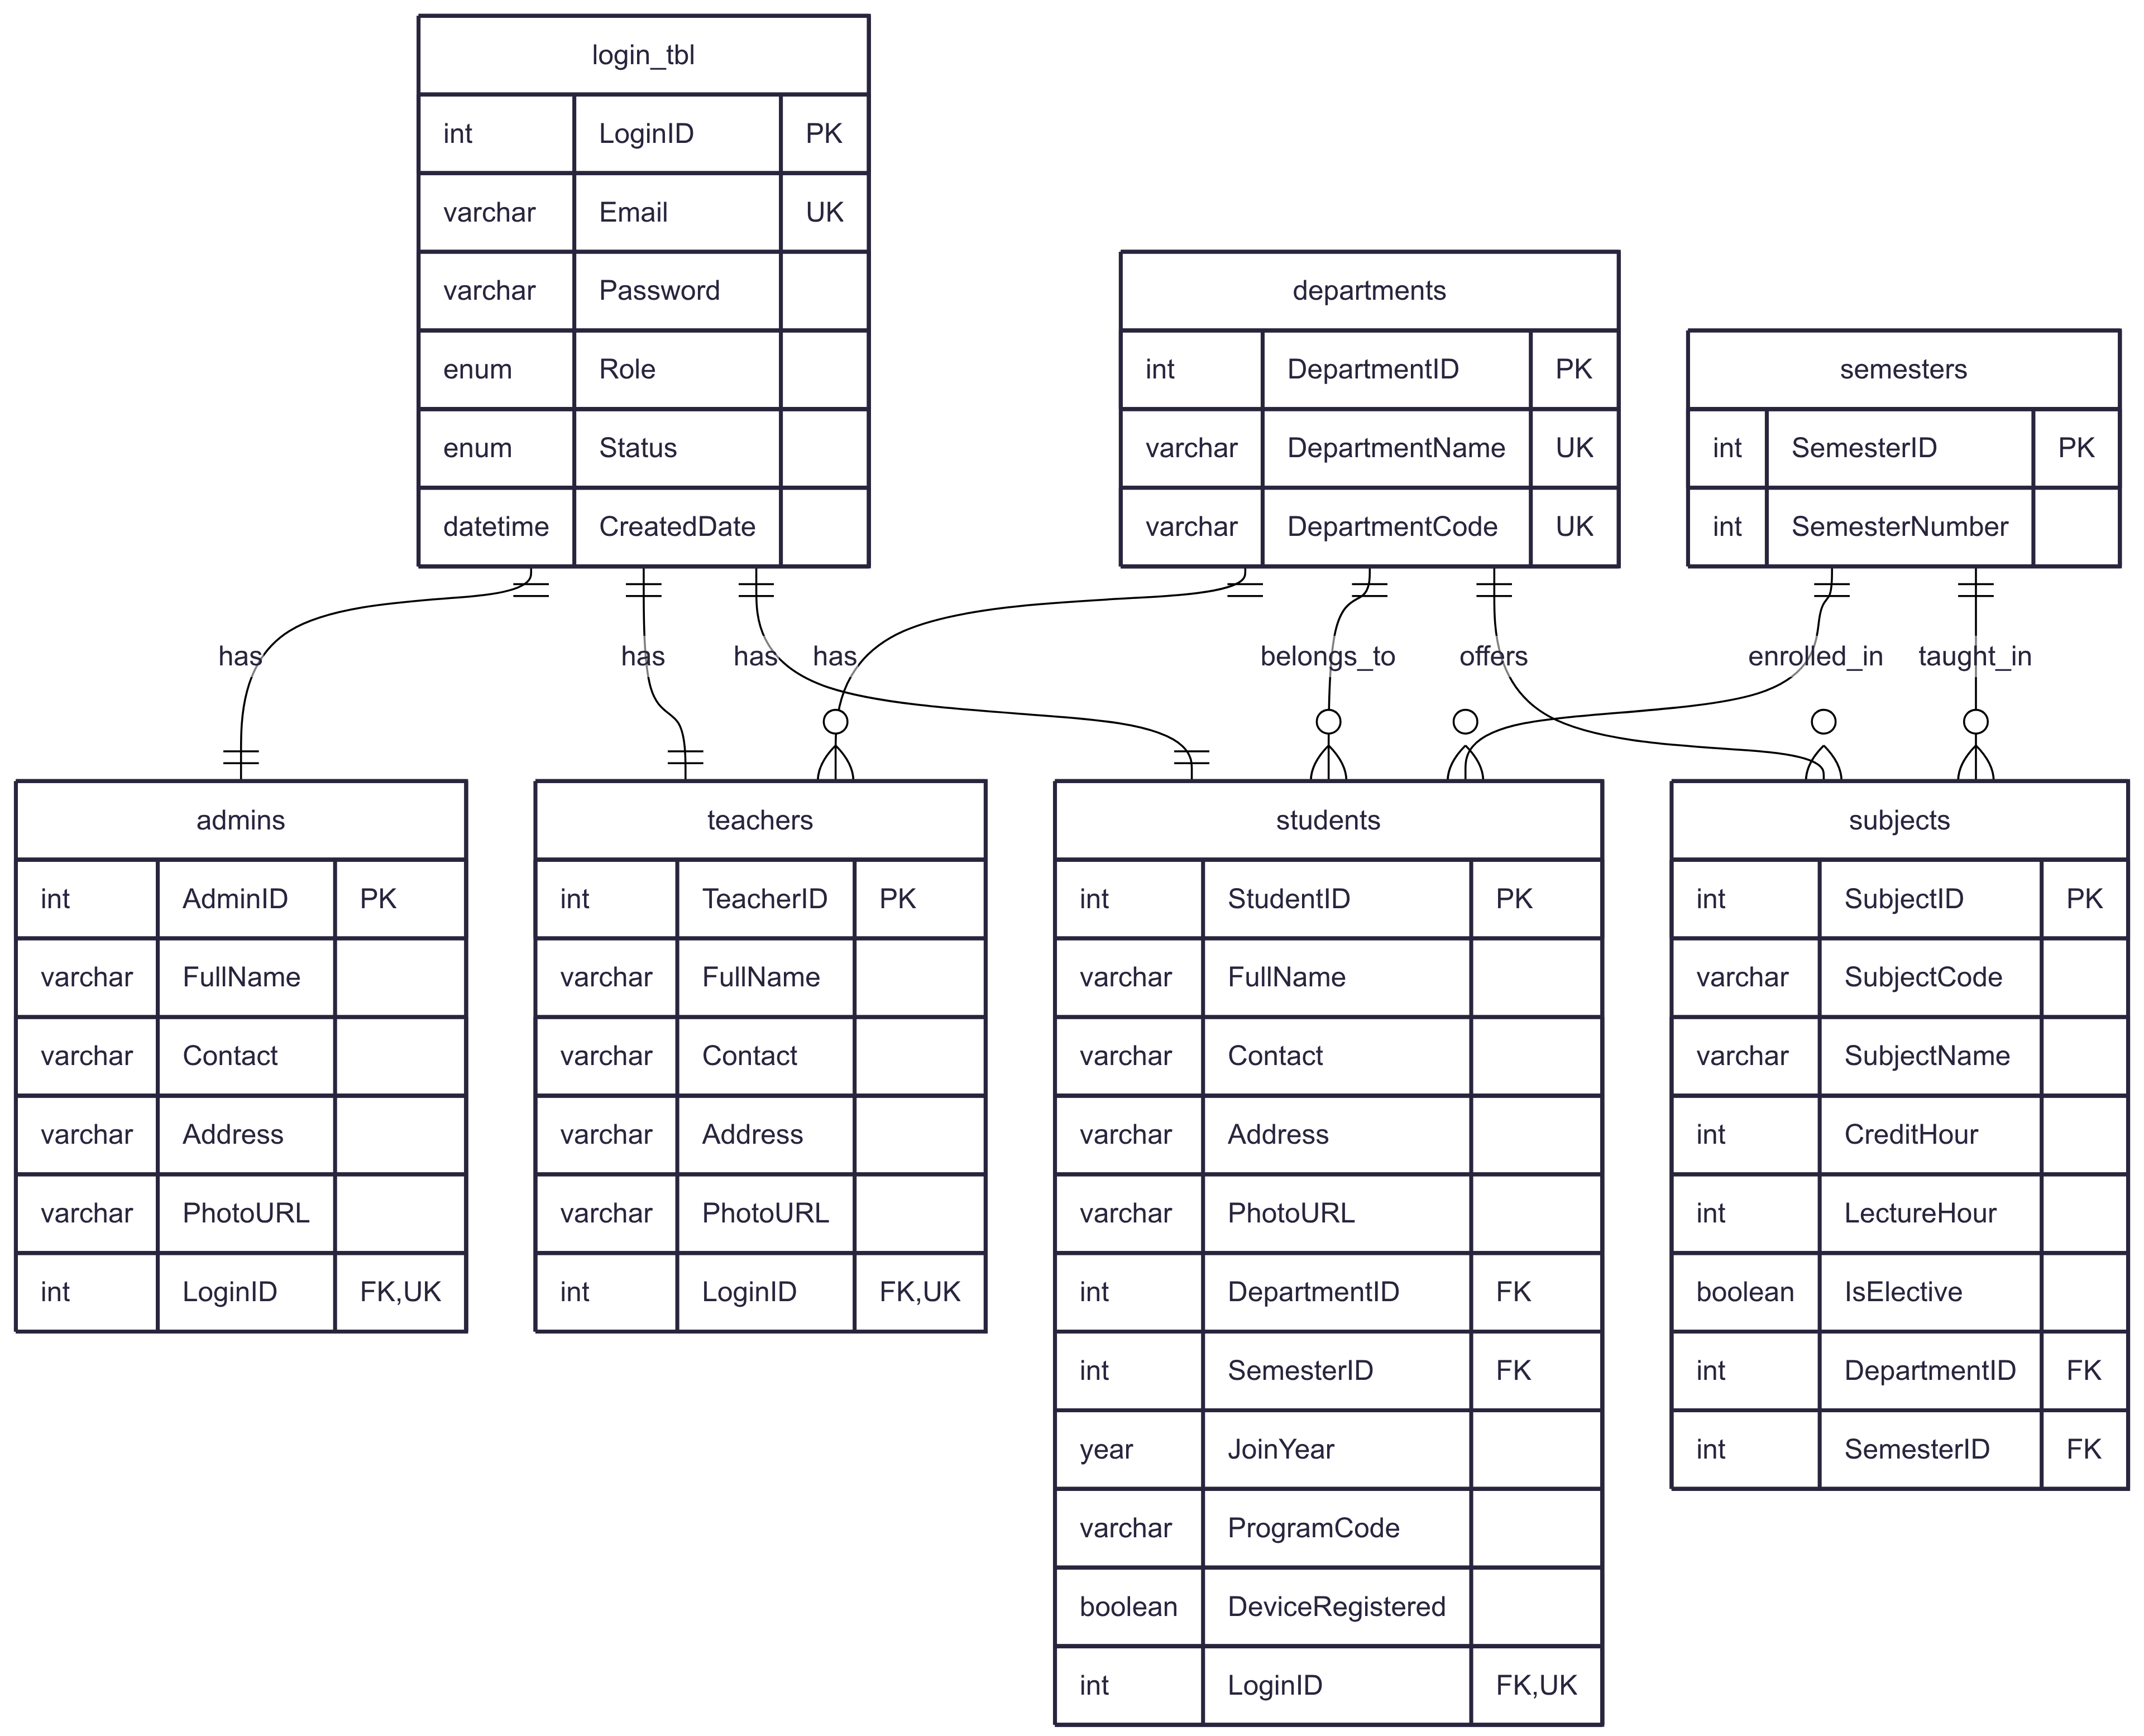 login_tbl
int LoginID PK
varchar Email UK
varchar Password
enum Role
enum Status
datetime CreatedDate
departments
int DepartmentID PK
varchar DepartmentName UK
varchar DepartmentCode UK
semesters
int SemesterID PK
int SemesterNumber
has has has has belongs_to offers enrolled_in taught_in
admins
int AdminID PK
varchar FullName
varchar Contact
varchar Address
varchar PhotoURL
int LoginID FK,UK
teachers
int TeacherID PK
varchar FullName
varchar Contact
varchar Address
varchar PhotoURL
int LoginID FK,UK
students
int StudentID PK
varchar FullName
varchar Contact
varchar Address
varchar PhotoURL
int DepartmentID FK
int SemesterID FK
year JoinYear
varchar ProgramCode
boolean DeviceRegistered
int LoginID FK,UK
subjects
int SubjectID PK
varchar SubjectCode
varchar SubjectName
int CreditHour
int LectureHour
boolean IsElective
int DepartmentID FK
int SemesterID FK